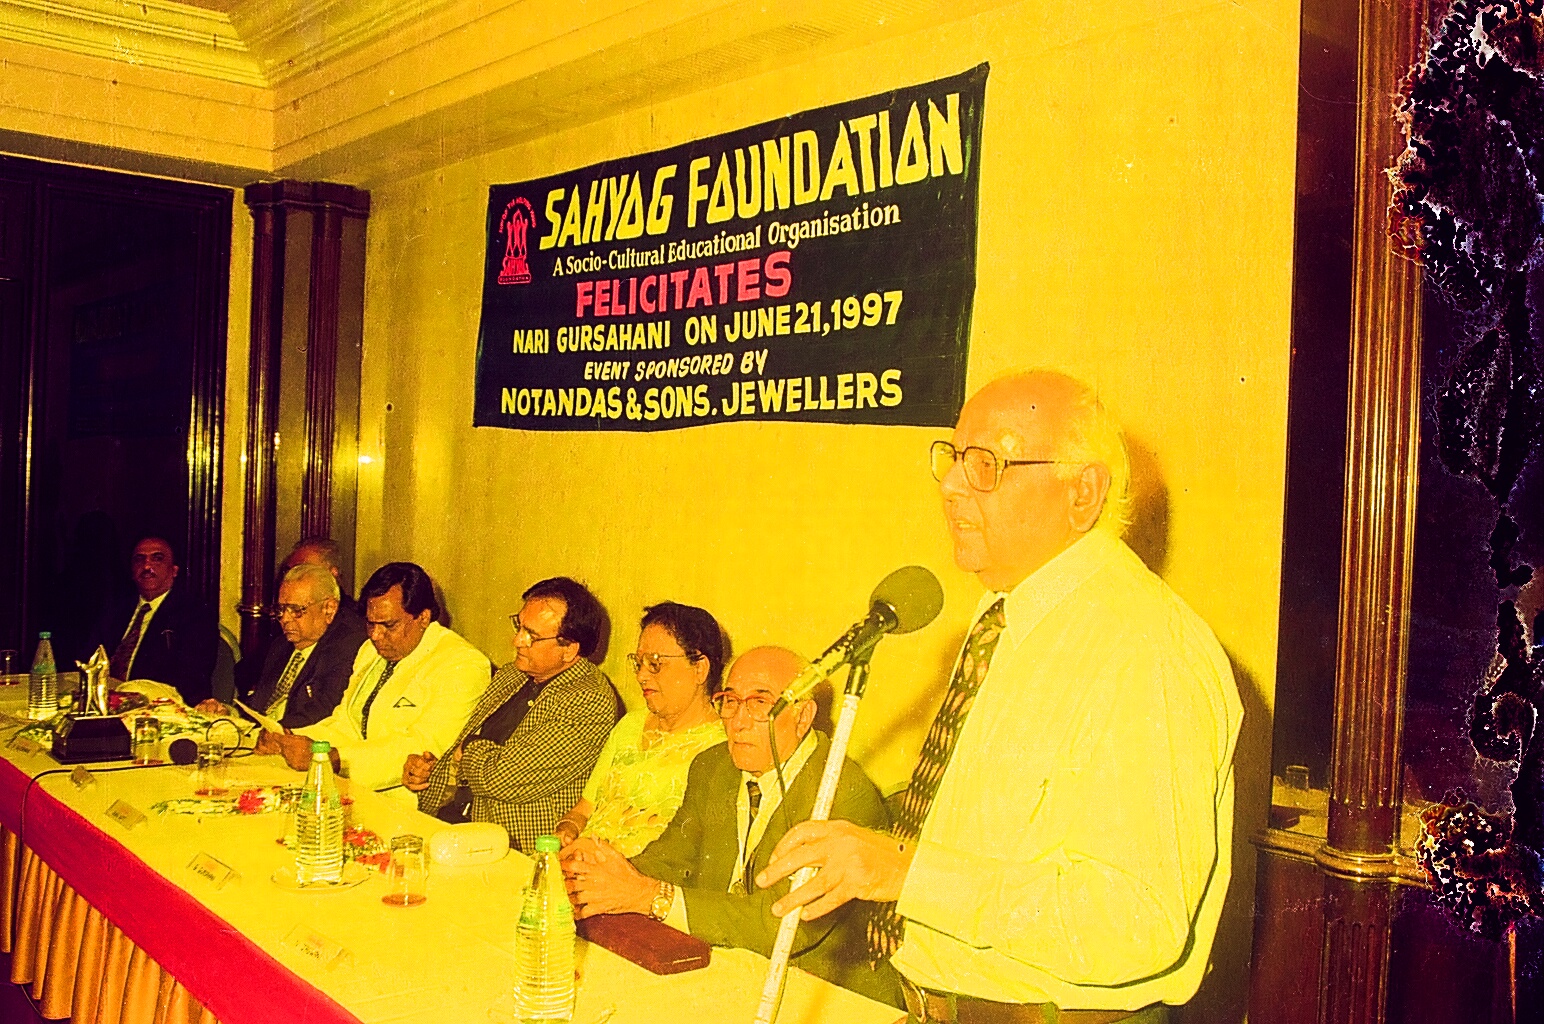 SAHYOG FOUNDATION
A Socio-Cultural Educational Organisation
FELICITATES
NARI GURSAHANI ON JUNE 21, 1997
EVENT SPONSORED BY
NOTANDAS & SONS. JEWELLERS